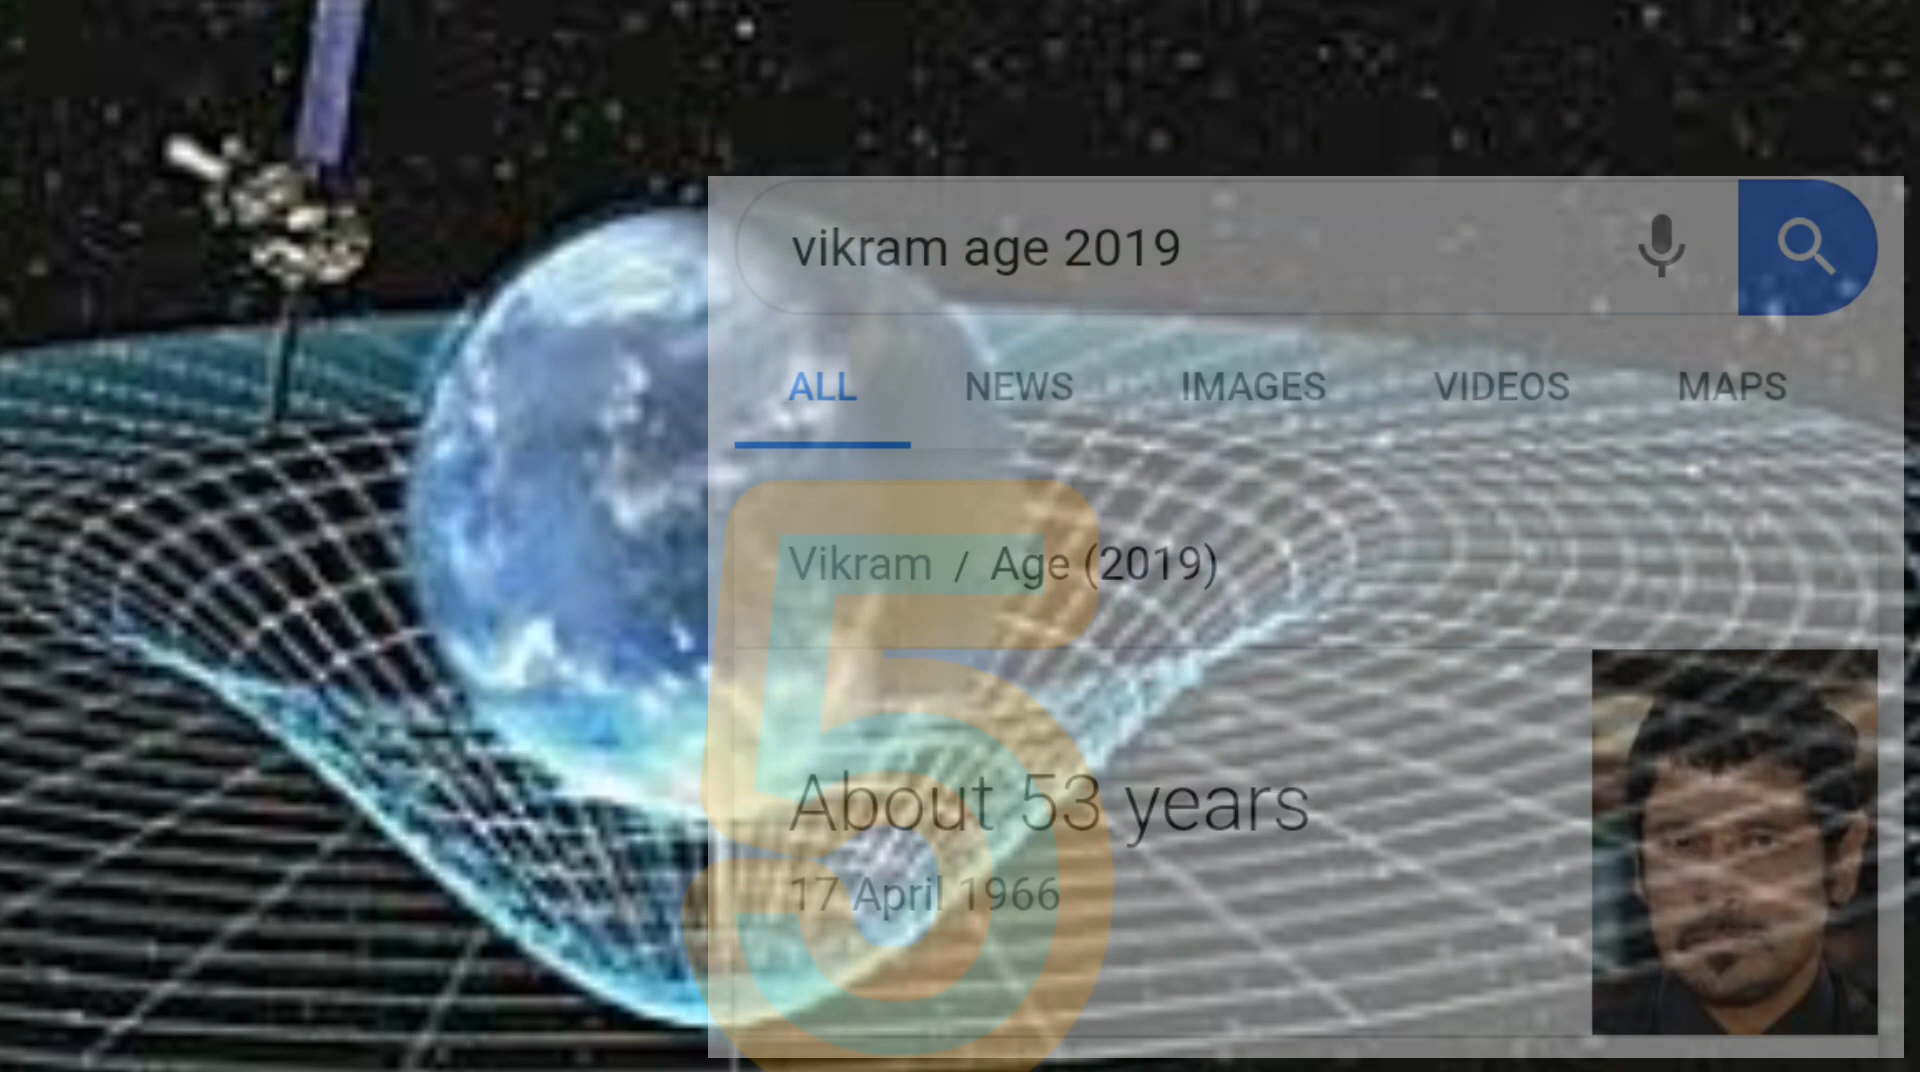 vikram age 2019
ALL NEWS IMAGES VIDEOS MAPS
Vikram / Age (2019)
5
About 53 years
17 April 1966